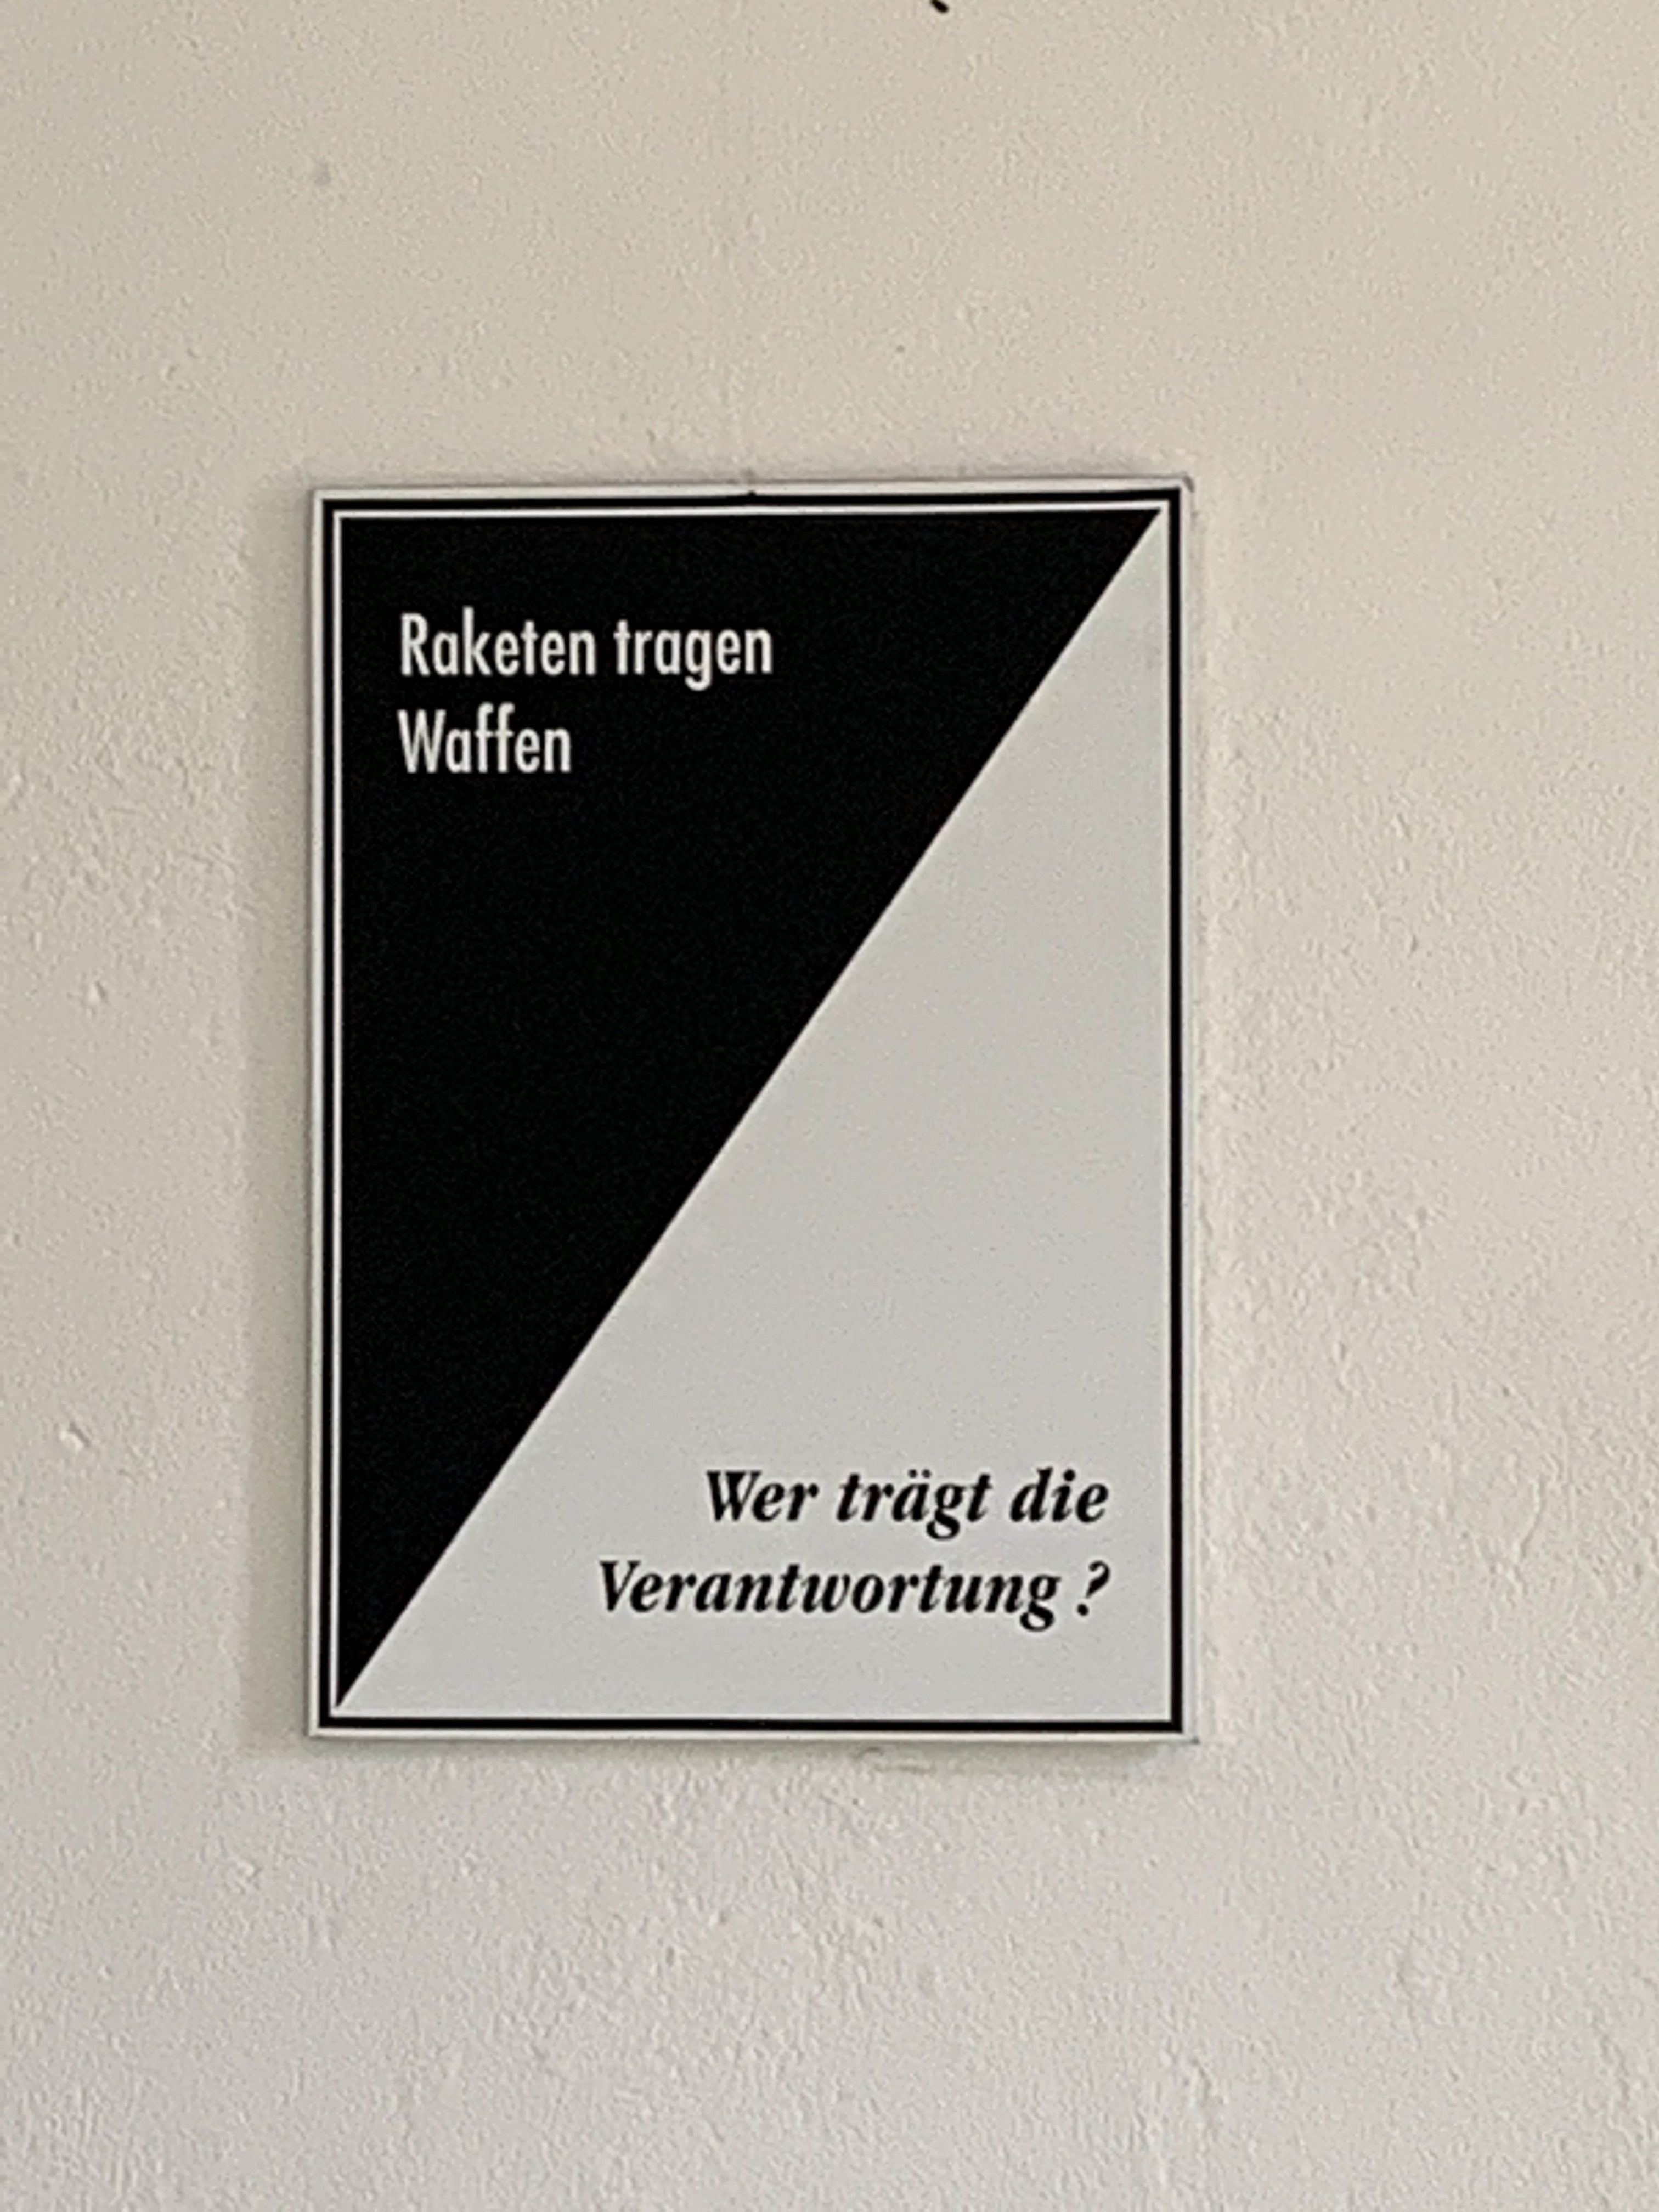 Raketen tragen
Waffen
Wer trägt die
Verantwortung ?